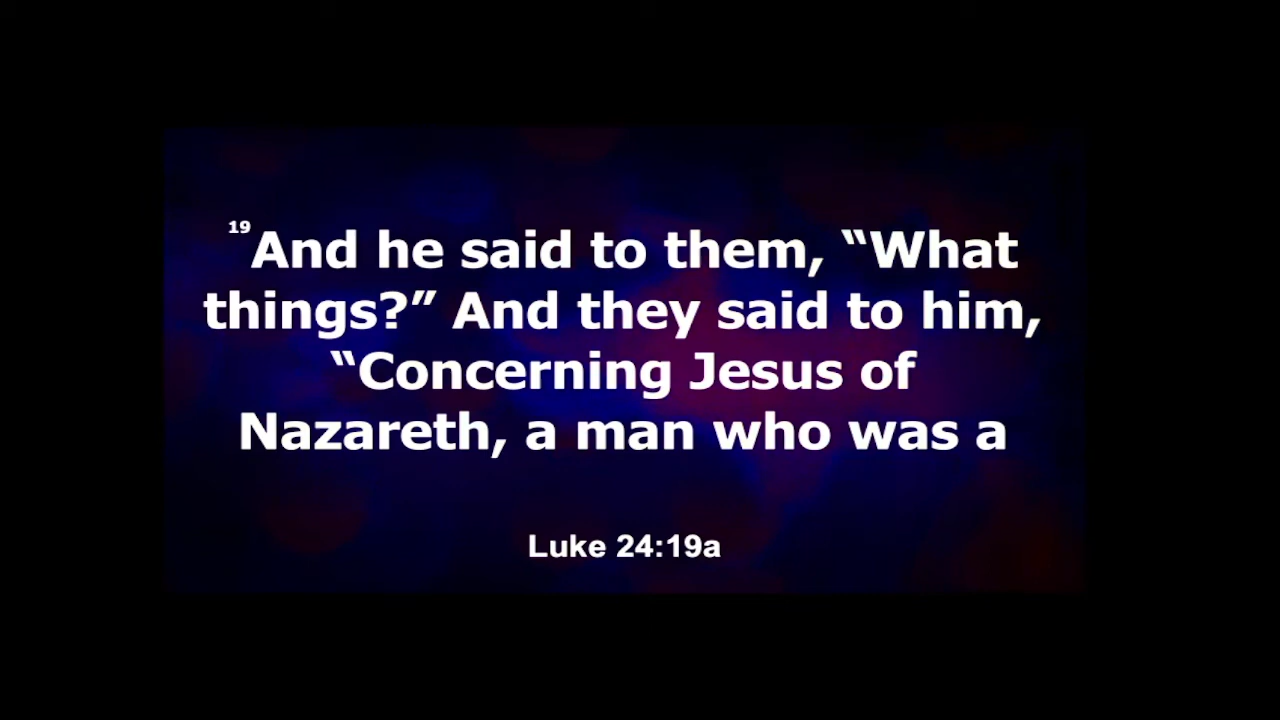 19And he said to them, “What
things?” And they said to him,
“Concerning Jesus of
Nazareth, a man who was a
Luke 24:19a